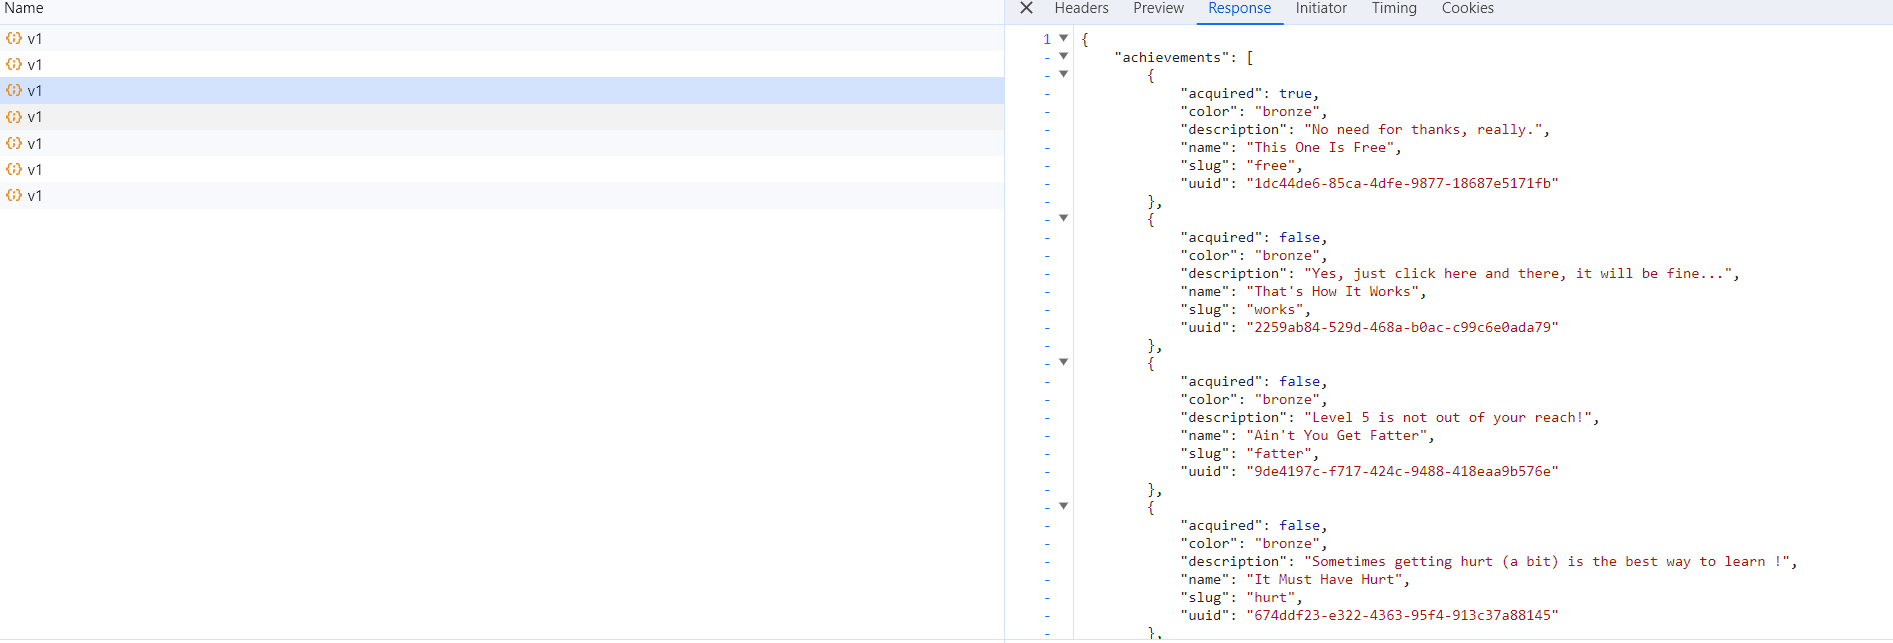 Name
v1
v1
v1
v1
v1
v1
v1
Headers Preview Response Initiator Timing Cookies
1 {
- "achievements": [
- {
- "acquired": true,
- "color": "bronze",
- "description": "No need for thanks, really.",
- "name": "This One Is Free",
- "slug": "free",
- "uuid": "1dc44de6-85ca-4dfe-9877-18687e5171fb"
- },
- {
- "acquired": false,
- "color": "bronze",
- "description": "Yes, just click here and there, it will be fine...",
- "name": "That's How It Works",
- "slug": "works",
- "uuid": "2259ab84-529d-468a-b0ac-c99c6e0ada79"
- },
- {
- "acquired": false,
- "color": "bronze",
- "description": "Level 5 is not out of your reach!",
- "name": "Ain't You Get Fatter",
- "slug": "fatter",
- "uuid": "9de4197c-f717-424c-9488-418eaa9b576e"
- },
- {
- "acquired": false,
- "color": "bronze",
- "description": "Sometimes getting hurt (a bit) is the best way to learn !",
- "name": "It Must Have Hurt",
- "slug": "hurt",
- "uuid": "674ddf23-e322-4363-95f4-913c37a88145"
- },